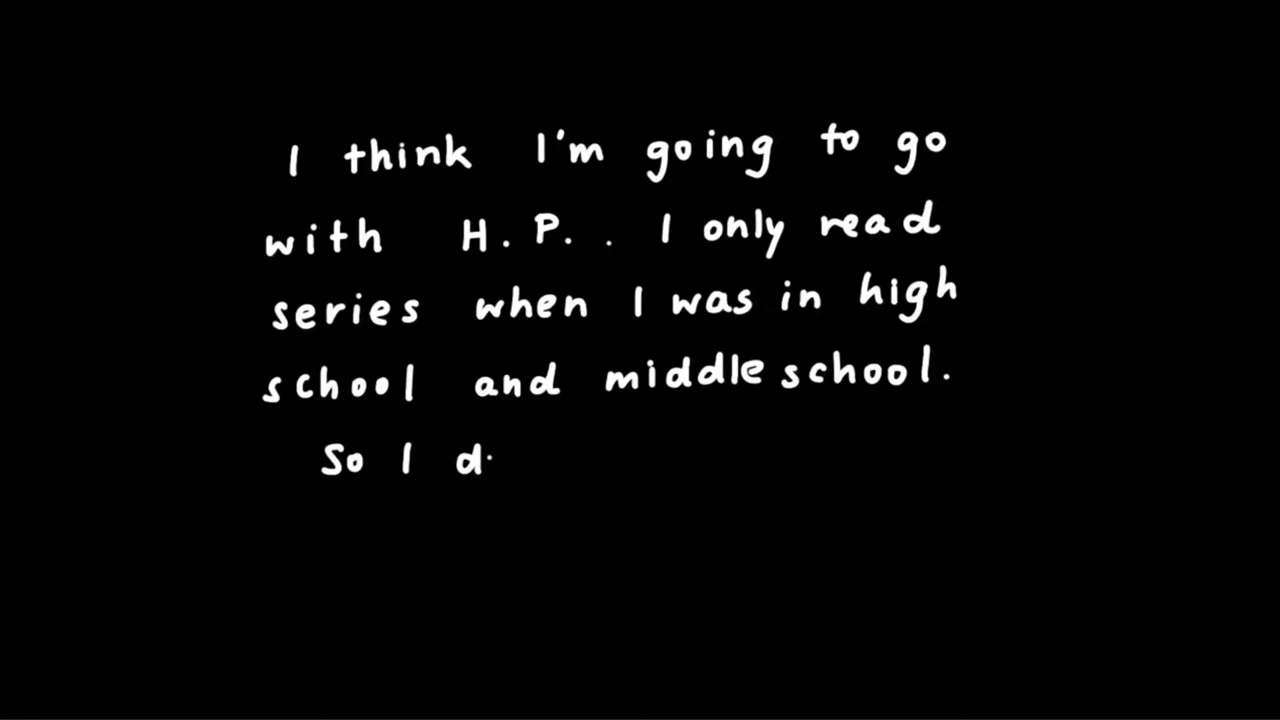 I think I'm going to go
with H.P. . I only read
series when I was in high
school and middle school.
So I d